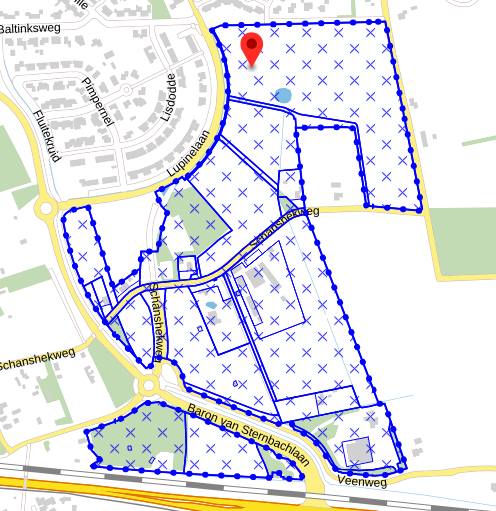 Baltinksweg
Pimpernel
Lisdodde
Fluitekruid
Lupinelaan
Schanshekweg
Schanshekweg
Schanshekweg
Baron van Sternbachlaan
Veenweg